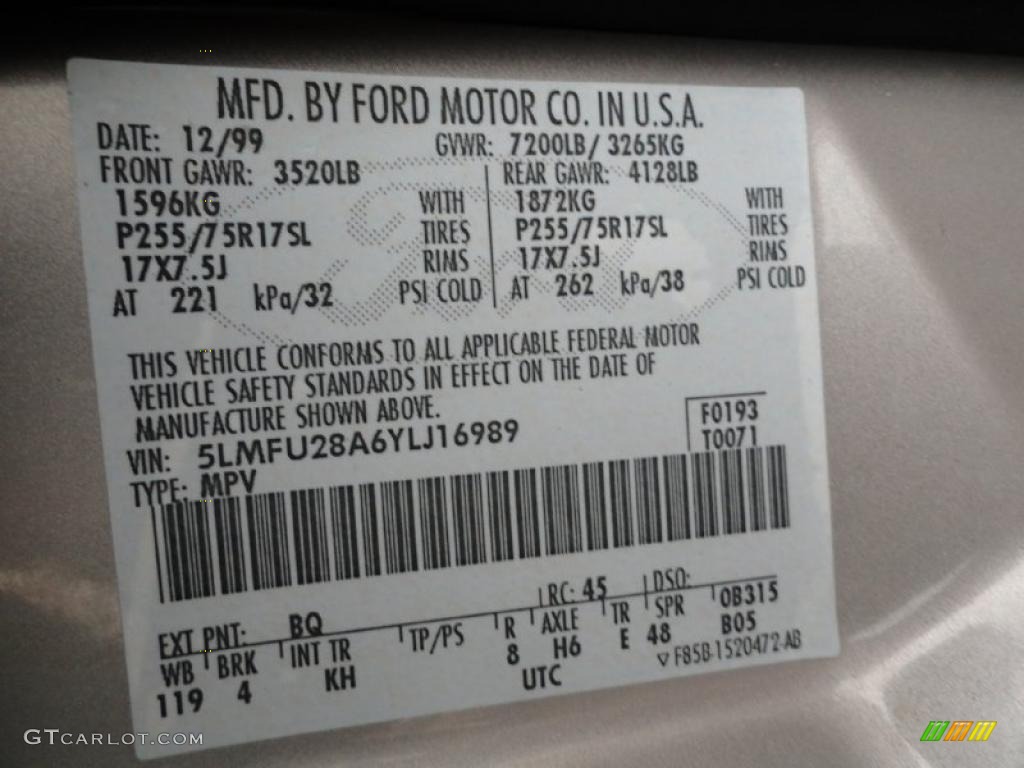 MFD. BY FORD MOTOR CO. IN U.S.A.
DATE: 12/99 GVWR: 7200LB/ 3265KG
FRONT GAWR: 3520LB REAR GAWR: 4128LB
1596KG WITH 1872KG WITH
P255/75R17SL TIRES P255/75R17SL TIRES
17X7.5J RIMS 17X7.5J RIMS
AT 221 kPa/32 PSI COLD AT 262 kPa/38 PSI COLD
THIS VEHICLE CONFORMS TO ALL APPLICABLE FEDERAL MOTOR
VEHICLE SAFETY STANDARDS IN EFFECT ON THE DATE OF
MANUFACTURE SHOWN ABOVE.
F0193
VIN: 5LMFU28A6YLJ16989 T0071
TYPE: MPV
EXT PNT: BQ RC: 45 DSO:
WB BRK INT TR TP/PS R AXLE TR SPR 0B315
119 4 KH 8 H6 E 48 B05
UTC ▽ F85B-1520472-AB
GTCARLOT.COM